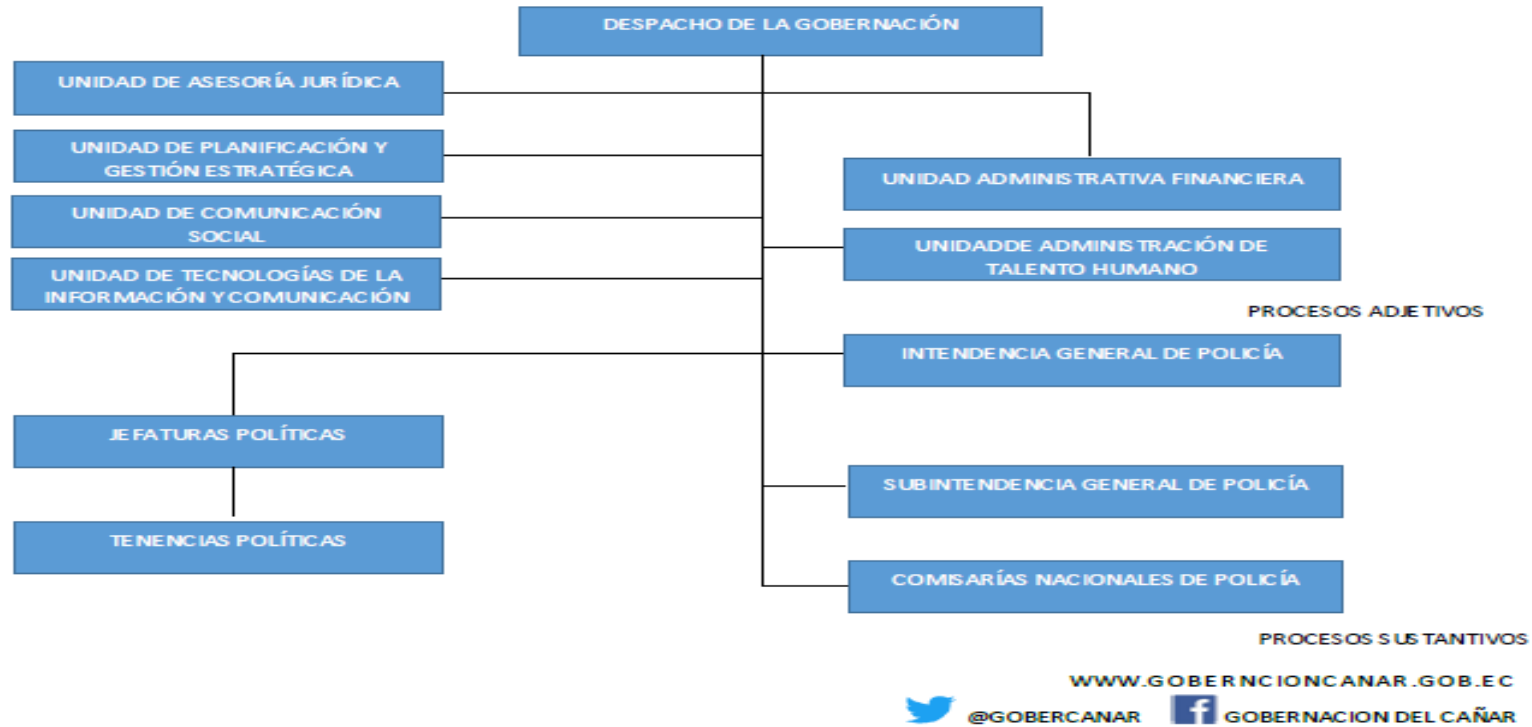 DESPACHO DE LA GOBERNACIÓN
UNIDAD DE ASESORÍA JURÍDICA
UNIDAD DE PLANIFICACIÓN Y
GESTIÓN ESTRATÉGICA
UNIDAD DE COMUNICACIÓN
SOCIAL
UNIDAD DE TECNOLOGÍAS DE LA
INFORMACIÓN Y COMUNICACIÓN
UNIDAD ADMINISTRATIVA FINANCIERA
UNIDADDE ADMINISTRACIÓN DE
TALENTO HUMANO
PROCESOS ADJETIVOS
INTENDENCIA GENERAL DE POLICÍA
JEFATURAS POLÍTICAS
TENENCIAS POLÍTICAS
SUBINTENDENCIA GENERAL DE POLICÍA
COMISARÍAS NACIONALES DE POLICÍA
PROCESOS SUSTANTIVOS
WWW.GOBERNCIONCANAR.GOB.EC
@GOBERCANAR f GOBERNACION DEL CAÑAR